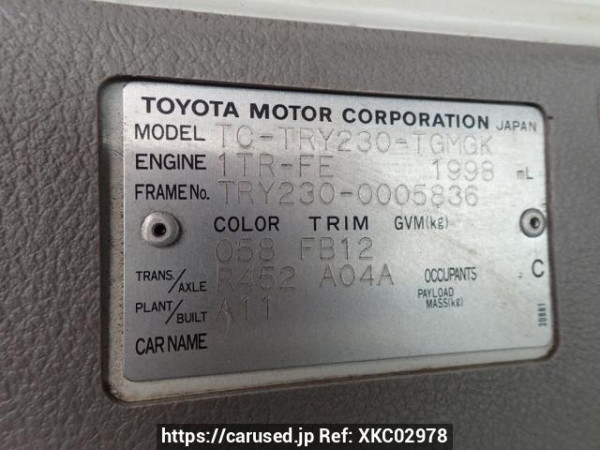 TOYOTA MOTOR CORPORATION JAPAN
MODEL TC-TRY230-TGMGK
ENGINE 1TR-FE 1998 mL
FRAME No. TRY230-0005836
COLOR TRIM GVM(kg)
058 FB12
TRANS./AXLE R452 A04A OCCUPANTS C
PLANT/BUILT A11 PAYLOAD MASS(kg)
CAR NAME
https://carused.jp Ref: XKC02978